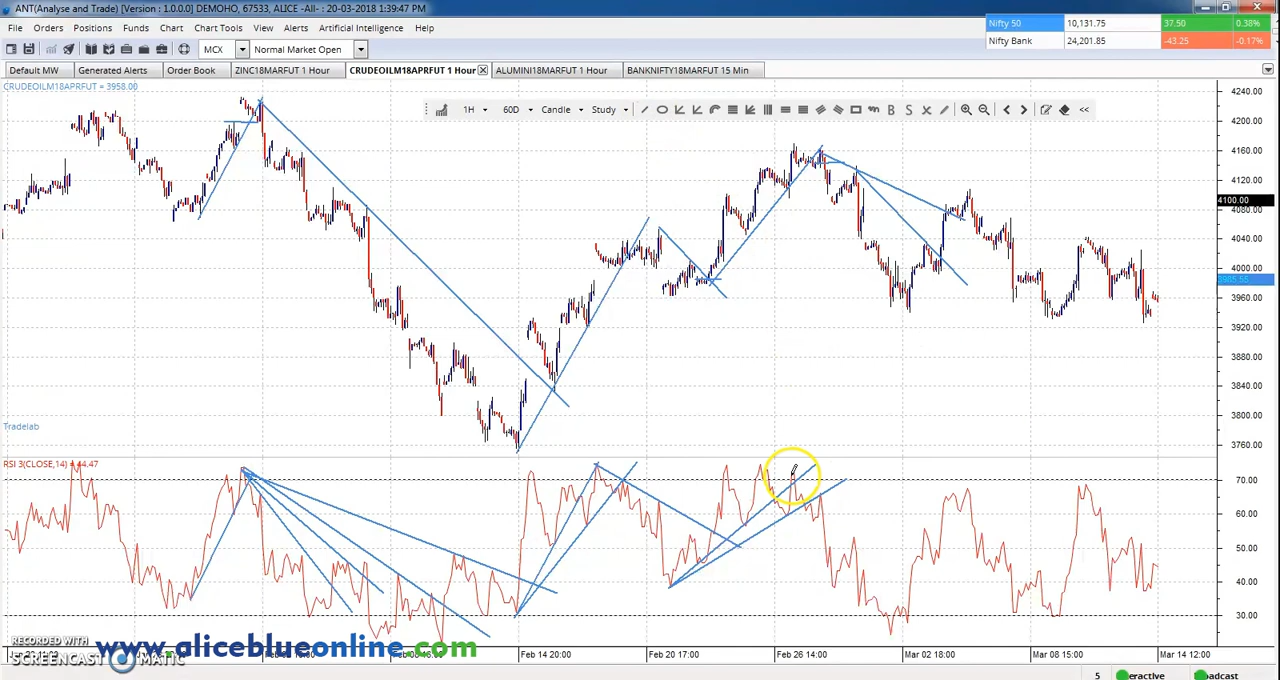 ANT(Analyse and Trade) [Version : 1.0.0.0] DEMOHO, 67533, ALICE -All- : 20-03-2018 1:39:47 PM
File Orders Positions Funds Chart Chart Tools View Alerts Artificial Intelligence Help
Nifty 50 10,131.75 37.50 0.38%
Nifty Bank 24,201.85 -43.25 -0.17%
MCX Normal Market Open
Default MW Generated Alerts Order Book ZINC18MARFUT 1 Hour CRUDEOILM18APRFUT 1 Hour ALUMINI18MARFUT 1 Hour BANKNIFTY18MARFUT 15 Min
CRUDEOILM18APRFUT = 3958.00
1H 60D Candle Study B S <<
4240.00
4200.00
4160.00
4120.00
4100.00
4080.00
4040.00
4000.00
3985.55
3960.00
3920.00
3880.00
3840.00
3800.00
3760.00
Tradelab
RSI 3(CLOSE,14) = 44.47
70.00
60.00
50.00
40.00
30.00
www.aliceblueonline.com
RECORDED WITH
SCREENCAST MATIC
Feb 14 20:00 Feb 20 17:00 Feb 26 14:00 Mar 02 18:00 Mar 08 15:00 Mar 14 12:00
5 eractive oadcast